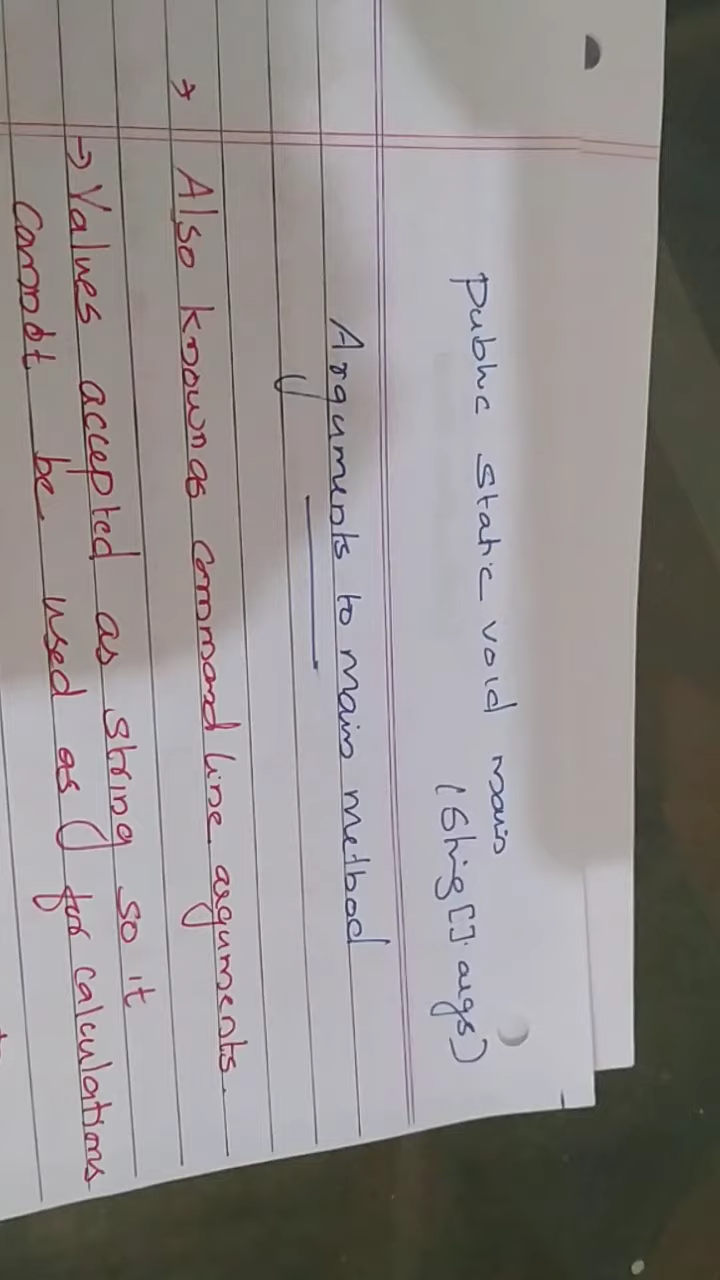 public static void main
(String[] args)
Arguments to main method
→ Also known as command line arguments.
→ Values accepted as string so it
cannot be used as for calculations